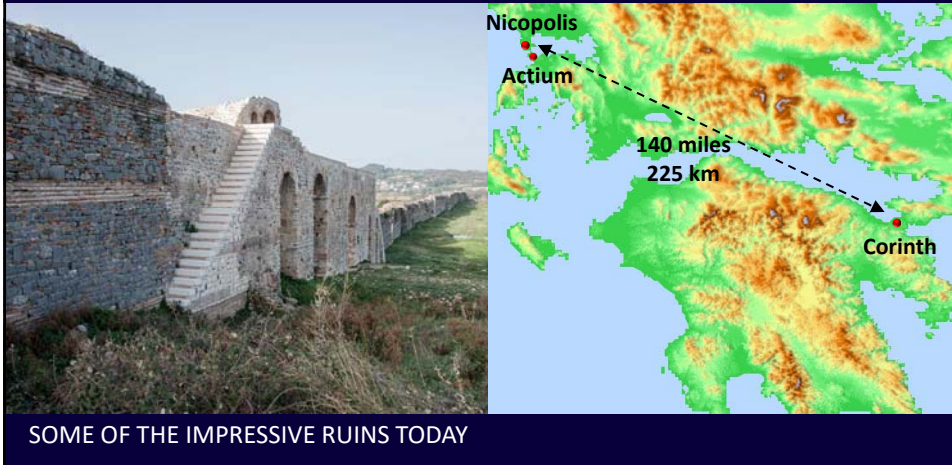 Nicopolis
Actium
140 miles
225 km
Corinth
SOME OF THE IMPRESSIVE RUINS TODAY